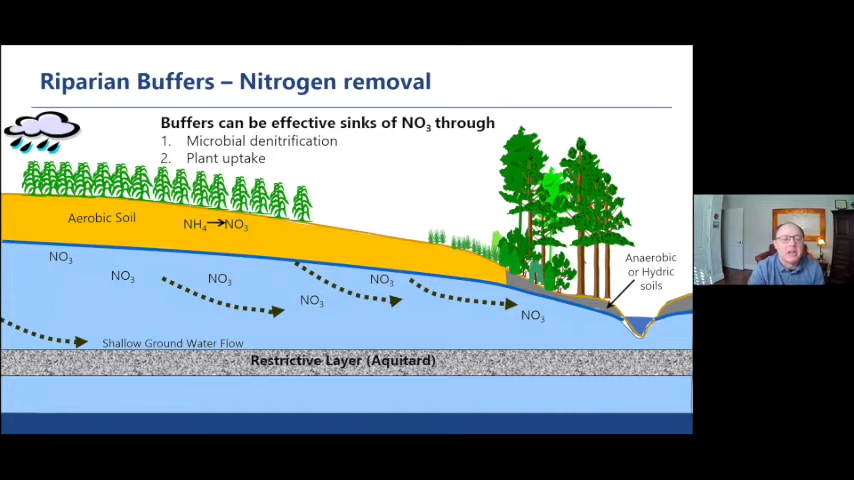 Riparian Buffers – Nitrogen removal
Buffers can be effective sinks of NO3 through
1. Microbial denitrification
2. Plant uptake
Aerobic Soil
NH4 → NO3
Anaerobic
or Hydric
soils
NO3
NO3
NO3
NO3
NO3
NO3
Shallow Ground Water Flow
Restrictive Layer (Aquitard)